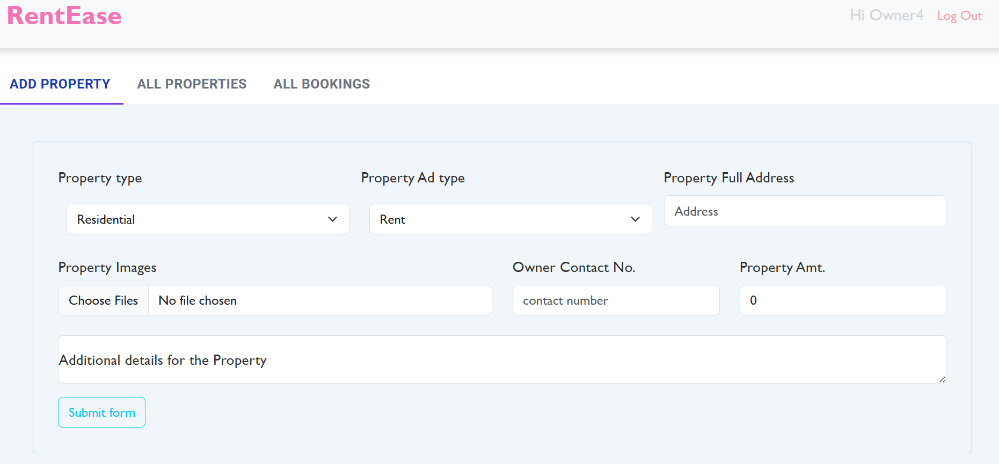 RentEase
Hi Owner4 Log Out
ADD PROPERTY ALL PROPERTIES ALL BOOKINGS
Property type Property Ad type Property Full Address
Residential Rent Address
Property Images Owner Contact No. Property Amt.
Choose Files No file chosen contact number 0
Additional details for the Property
Submit form